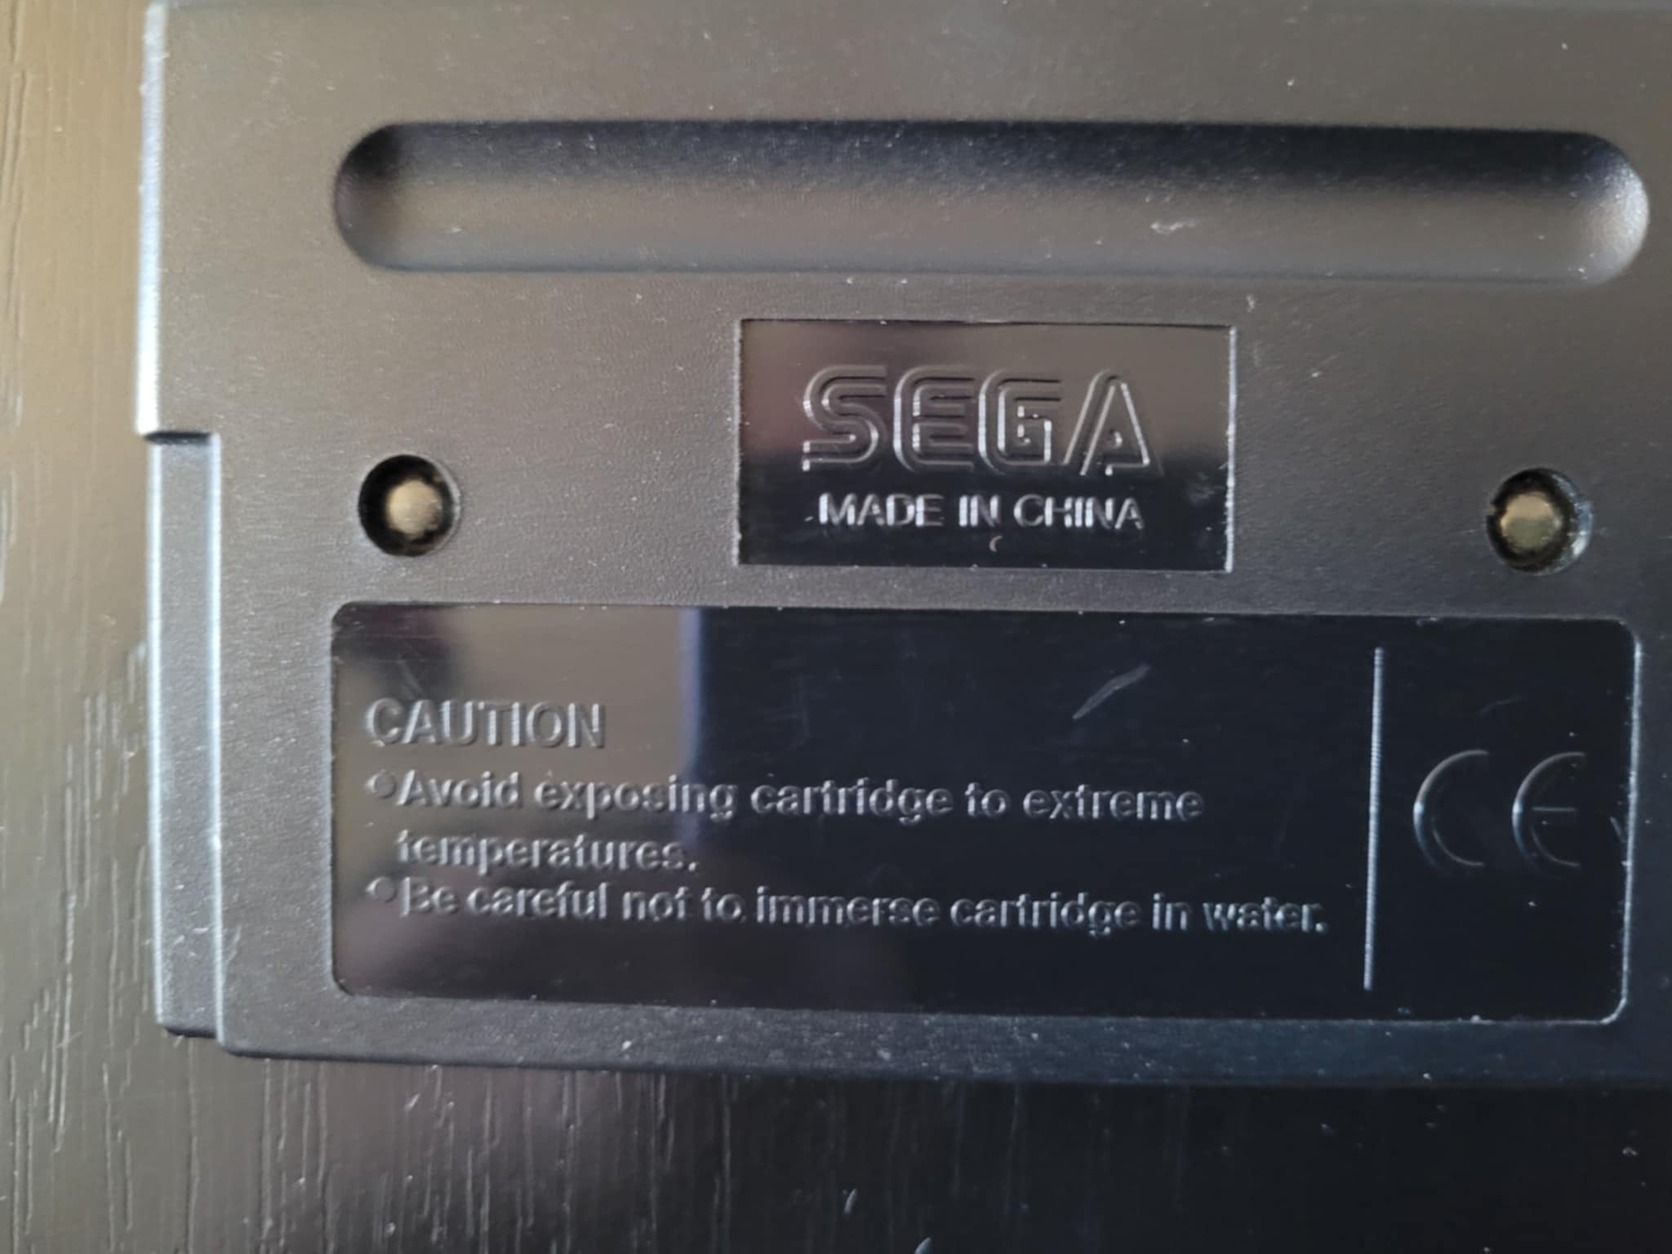 SEGA
MADE IN CHINA
CAUTION
•Avoid exposing cartridge to extreme
temperatures.
•Be careful not to immerse cartridge in water.
CE